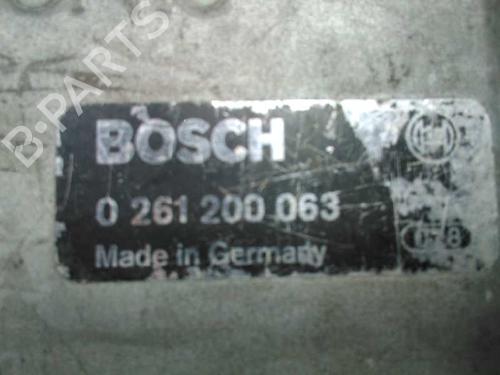 B-PARTS
BOSCH
0 261 200 063
Made in Germany